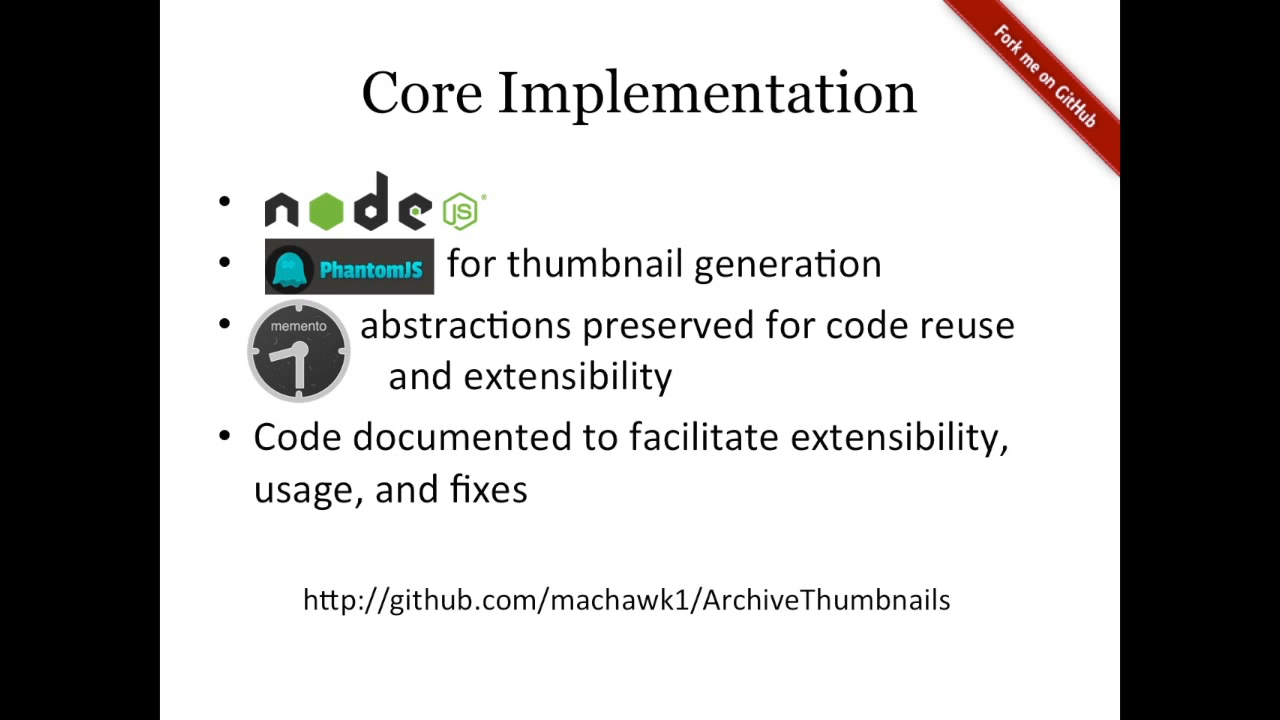 Fork me on GitHub
Core Implementation
• node JS
• PhantomJS for thumbnail generation
• memento abstractions preserved for code reuse
and extensibility
• Code documented to facilitate extensibility,
usage, and fixes
http://github.com/machawk1/ArchiveThumbnails